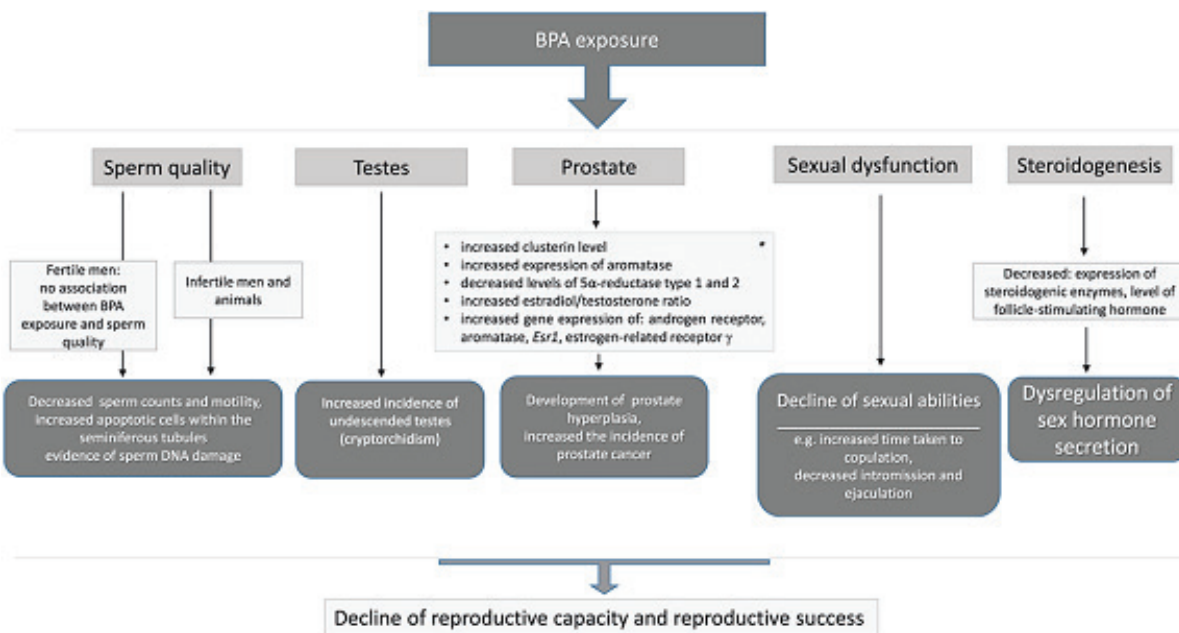 BPA exposure
Sperm quality
Testes
Prostate
Sexual dysfunction
Steroidogenesis
Fertile men:
no association
between BPA
exposure and sperm
quality
Infertile men and
animals
*
• increased clusterin level
• increased expression of aromatase
• decreased levels of 5α-reductase type 1 and 2
• increased estradiol/testosterone ratio
• increased gene expression of: androgen receptor,
aromatase, Esr1, estrogen-related receptor γ
Decreased: expression of
steroidogenic enzymes, level of
follicle-stimulating hormone
Decreased sperm counts and motility,
increased apoptotic cells within the
seminiferous tubules
evidence of sperm DNA damage
Increased incidence of
undescended testes
(cryptorchidism)
Development of prostate
hyperplasia,
increased the incidence of
prostate cancer
Decline of sexual abilities
e.g. increased time taken to
copulation,
decreased intromission and
ejaculation
Dysregulation of
sex hormone
secretion
Decline of reproductive capacity and reproductive success